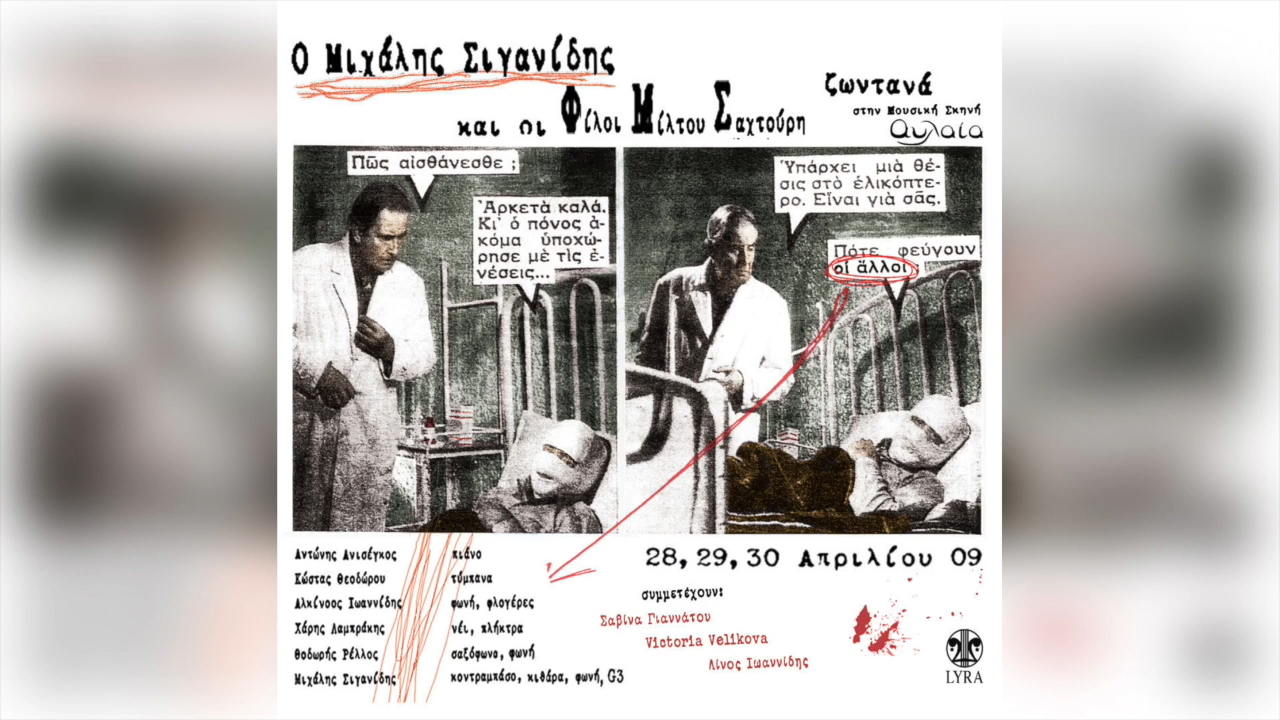 Ο Μιχάλης Σιγανίδης
και οι Φίλοι Μίλτου Σαχτούρη
ζωντανά
στην Μουσική Σκηνή
αυλαία
Πῶς αἰσθάνεσθε ;
Ἀρκετὰ καλά.
Κι' ὁ πόνος ἀ-
κόμα ὑποχώ-
ρησε μὲ τὶς ἐ-
νέσεις...
Ὑπάρχει μιὰ θέ-
σις στὸ ἑλικόπτε-
ρο. Εἶναι γιὰ σᾶς.
Πότε φεύγουν
οἱ ἄλλοι ;
Αντώνης Ανισέγκος πιάνο
Κώστας Θεοδώρου τύμπανα
Αλκίνοος Ιωαννίδης φωνή, φλογέρες
Χάρης Λαμπράκης νέι, πλήκτρα
Θοδωρής Ρέλλος σαξόφωνα, φωνή
Μιχάλης Σιγανίδης κοντραμπάσο, κιθάρα, φωνή, G3
28, 29, 30 Απριλίου 09
συμμετέχουν:
Σαβίνα Γιαννάτου
Victoria Velikova
Λίνος Ιωαννίδης
LYRA